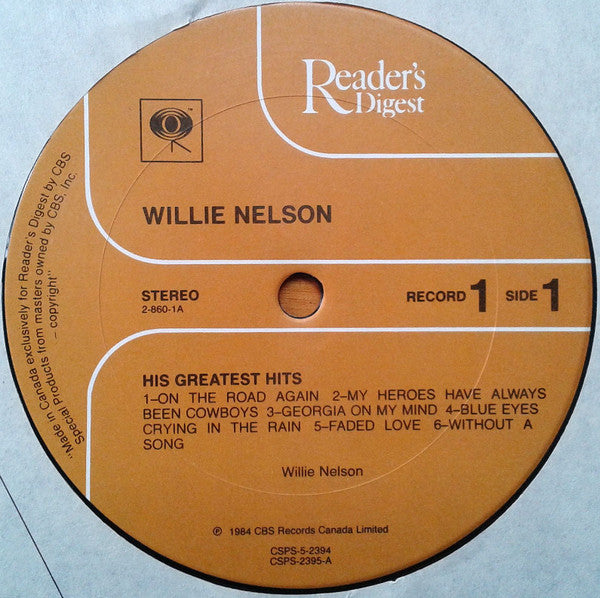 Reader's
Digest
™
WILLIE NELSON
STEREO
2-860-1A
RECORD 1 SIDE 1
HIS GREATEST HITS
1–ON THE ROAD AGAIN 2–MY HEROES HAVE ALWAYS
BEEN COWBOYS 3–GEORGIA ON MY MIND 4–BLUE EYES
CRYING IN THE RAIN 5–FADED LOVE 6–WITHOUT A
SONG
Willie Nelson
℗ 1984 CBS Records Canada Limited
CSPS-5-2394
CSPS-2395-A
"Made in Canada exclusively for Reader's Digest by CBS
Special Products from masters owned by CBS, Inc.
– copyright"